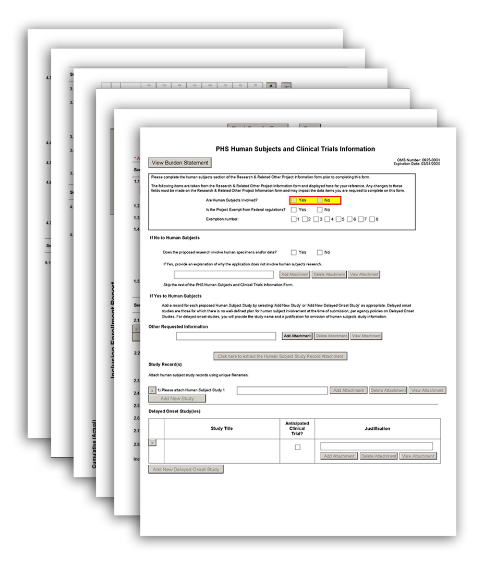 PHS Human Subjects and Clinical Trials Information
View Burden Statement
OMB Number: 0925-0001
Expiration Date: 03/31/2020
Please complete the human subjects section of the Research & Related Other Project Information form prior to completing this form.
The following items are taken from the Research & Related Other Project Information form and displayed here for your reference. Any changes to these
fields must be made on the Research & Related Other Project Information form and may impact the data items you are required to complete on this form.
Are Human Subjects Involved? Yes No
Is the Project Exempt from Federal regulations? Yes No
Exemption number: 1 2 3 4 5 6 7 8
If No to Human Subjects
Does the proposed research involve human specimens and/or data? Yes No
If Yes, provide an explanation of why the application does not involve human subjects research.
Add Attachment Delete Attachment View Attachment
Skip the rest of the PHS Human Subjects and Clinical Trials Information Form.
If Yes to Human Subjects
Add a record for each proposed Human Subject Study by selecting 'Add New Study' or 'Add New Delayed Onset Study' as appropriate. Delayed onset
studies are those for which there is no well-defined plan for human subject involvement at the time of submission, per agency policies on Delayed Onset
Studies. For delayed onset studies, you will provide the study name and a justification for omission of human subjects study information.
Other Requested Information
Add Attachment Delete Attachment View Attachment
Click here to extract the Human Subject Study Record Attachment
Study Record(s)
Attach human subject study records using unique filenames.
1) Please attach Human Subject Study 1 Add Attachment Delete Attachment View Attachment
Add New Study
Delayed Onset Study(ies)
Study Title
Anticipated
Clinical
Trial?
Justification
Add Attachment Delete Attachment View Attachment
Add New Delayed Onset Study
Inclusion Enrollment Report
Cumulative (Actual)